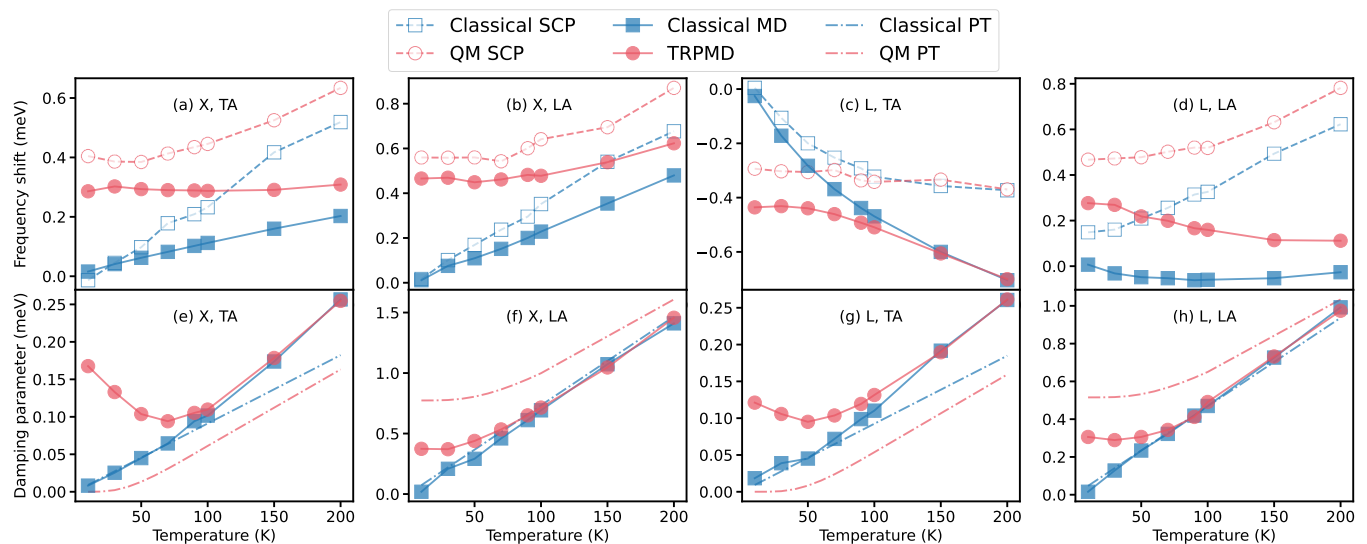 Classical SCP Classical MD Classical PT
QM SCP TRPMD QM PT
Frequency shift (meV)
0.6
0.4
0.2
0.0
(a) X, TA
0.8
0.6
0.4
0.2
0.0
(b) X, LA
0.0
−0.2
−0.4
−0.6
(c) L, TA
0.8
0.6
0.4
0.2
0.0
(d) L, LA
Damping parameter (meV)
0.25
0.20
0.15
0.10
0.05
0.00
(e) X, TA
50 100 150 200
Temperature (K)
1.5
1.0
0.5
0.0
(f) X, LA
50 100 150 200
Temperature (K)
0.25
0.20
0.15
0.10
0.05
0.00
(g) L, TA
50 100 150 200
Temperature (K)
1.0
0.8
0.6
0.4
0.2
0.0
(h) L, LA
50 100 150 200
Temperature (K)